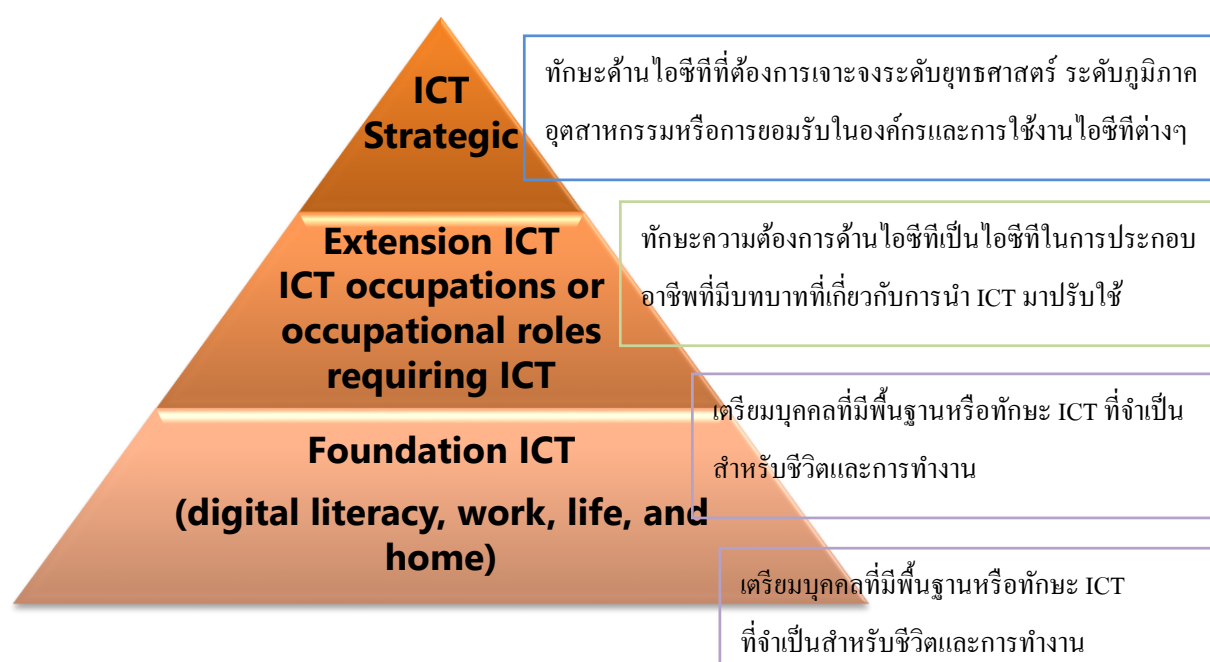 ICT
Strategic
ทักษะด้านไอซีทีที่ต้องการเจาะจงระดับยุทธศาสตร์ ระดับภูมิภาค
อุตสาหกรรมหรือการยอมรับในองค์กรและการใช้งานไอซีทีต่างๆ
Extension ICT
ICT occupations or
occupational roles
requiring ICT
ทักษะความต้องการด้านไอซีทีเป็นไอซีทีในการประกอบ
อาชีพที่มีบทบาทที่เกี่ยวกับการนำ ICT มาปรับใช้
Foundation ICT
(digital literacy, work, life, and
home)
เตรียมบุคคลที่มีพื้นฐานหรือทักษะ ICT ที่จำเป็น
สำหรับชีวิตและการทำงาน
เตรียมบุคคลที่มีพื้นฐานหรือทักษะ ICT
ที่จำเป็นสำหรับชีวิตและการทำงาน